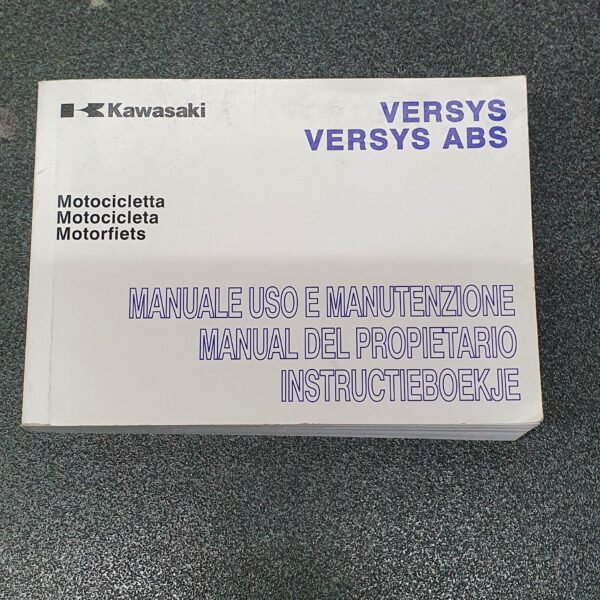 Kawasaki
VERSYS
VERSYS ABS
Motocicletta
Motocicleta
Motorfiets
MANUALE USO E MANUTENZIONE
MANUAL DEL PROPIETARIO
INSTRUCTIEBOEKJE